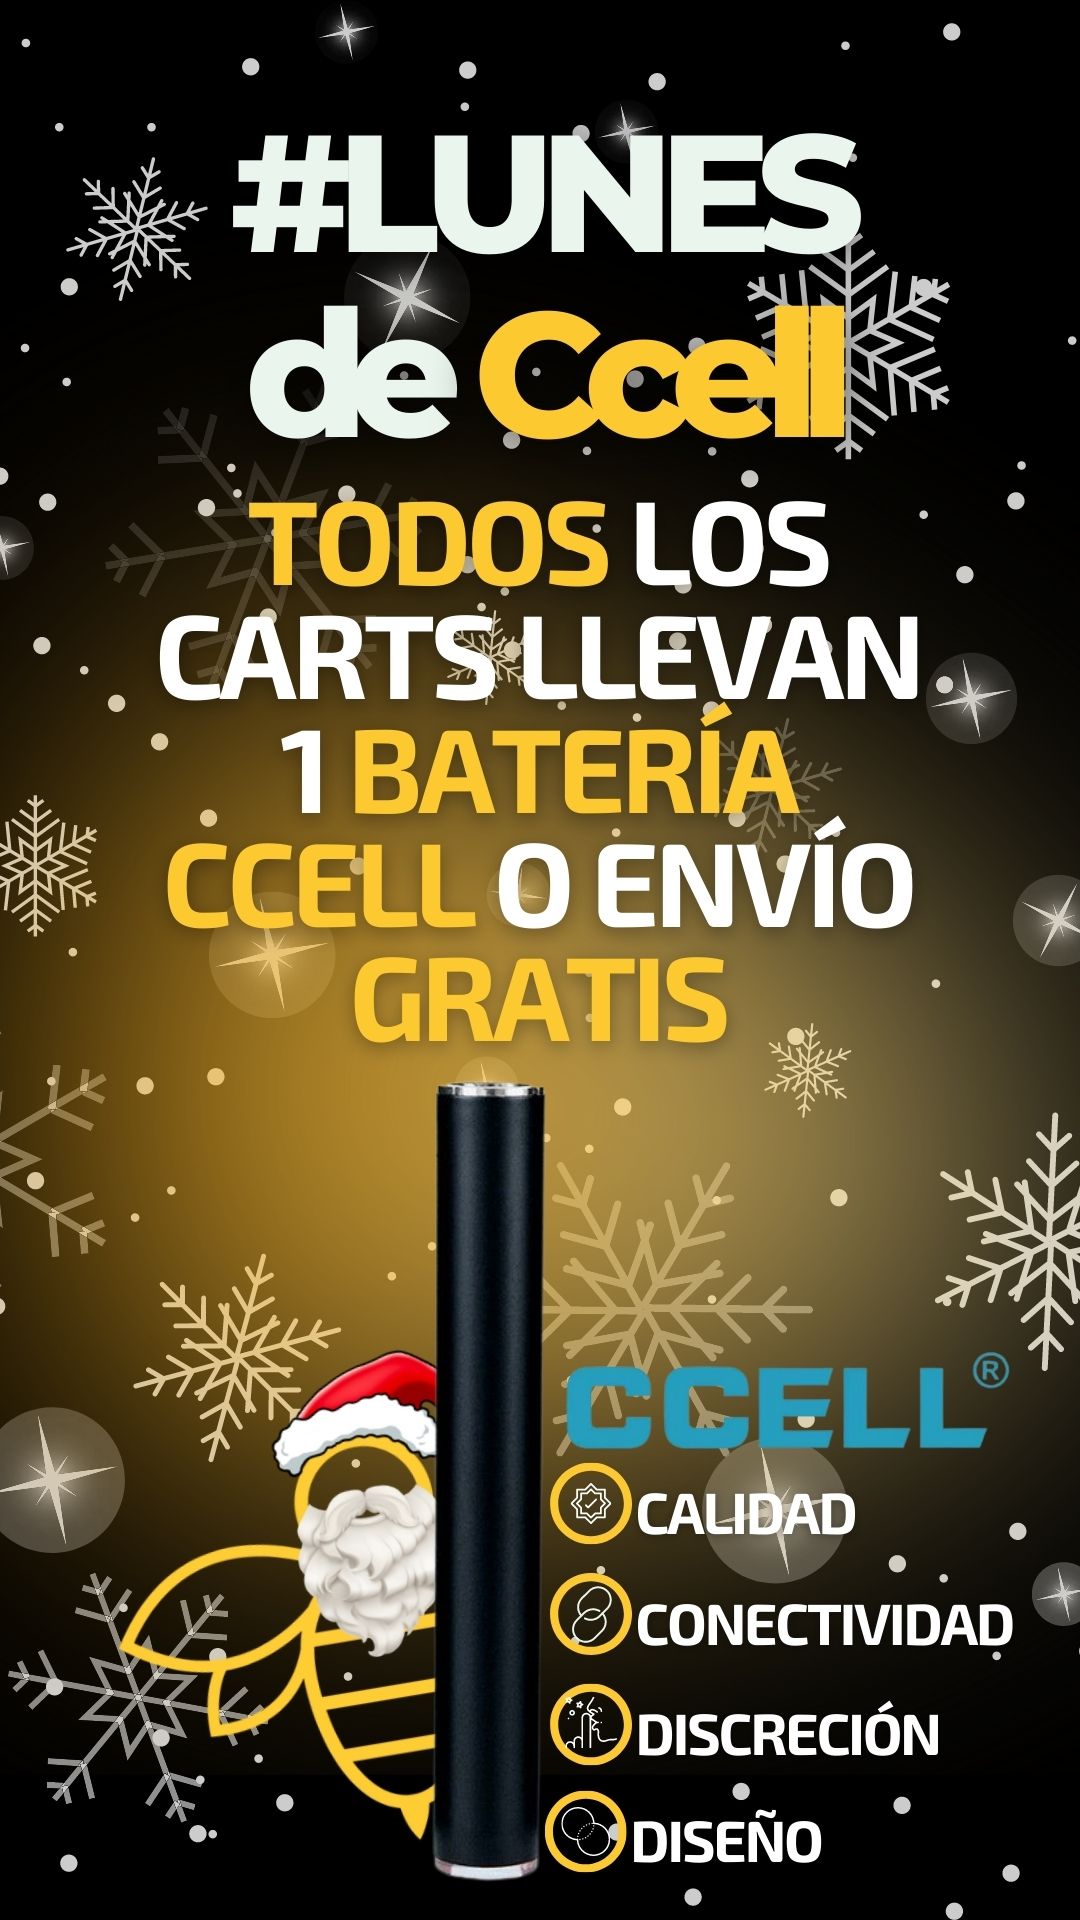 #LUNES
de Ccell
TODOS LOS
CARTS LLEVAN
1 BATERÍA
CCELL O ENVÍO
GRATIS
CCELL®
CALIDAD
CONECTIVIDAD
DISCRECIÓN
DISEÑO